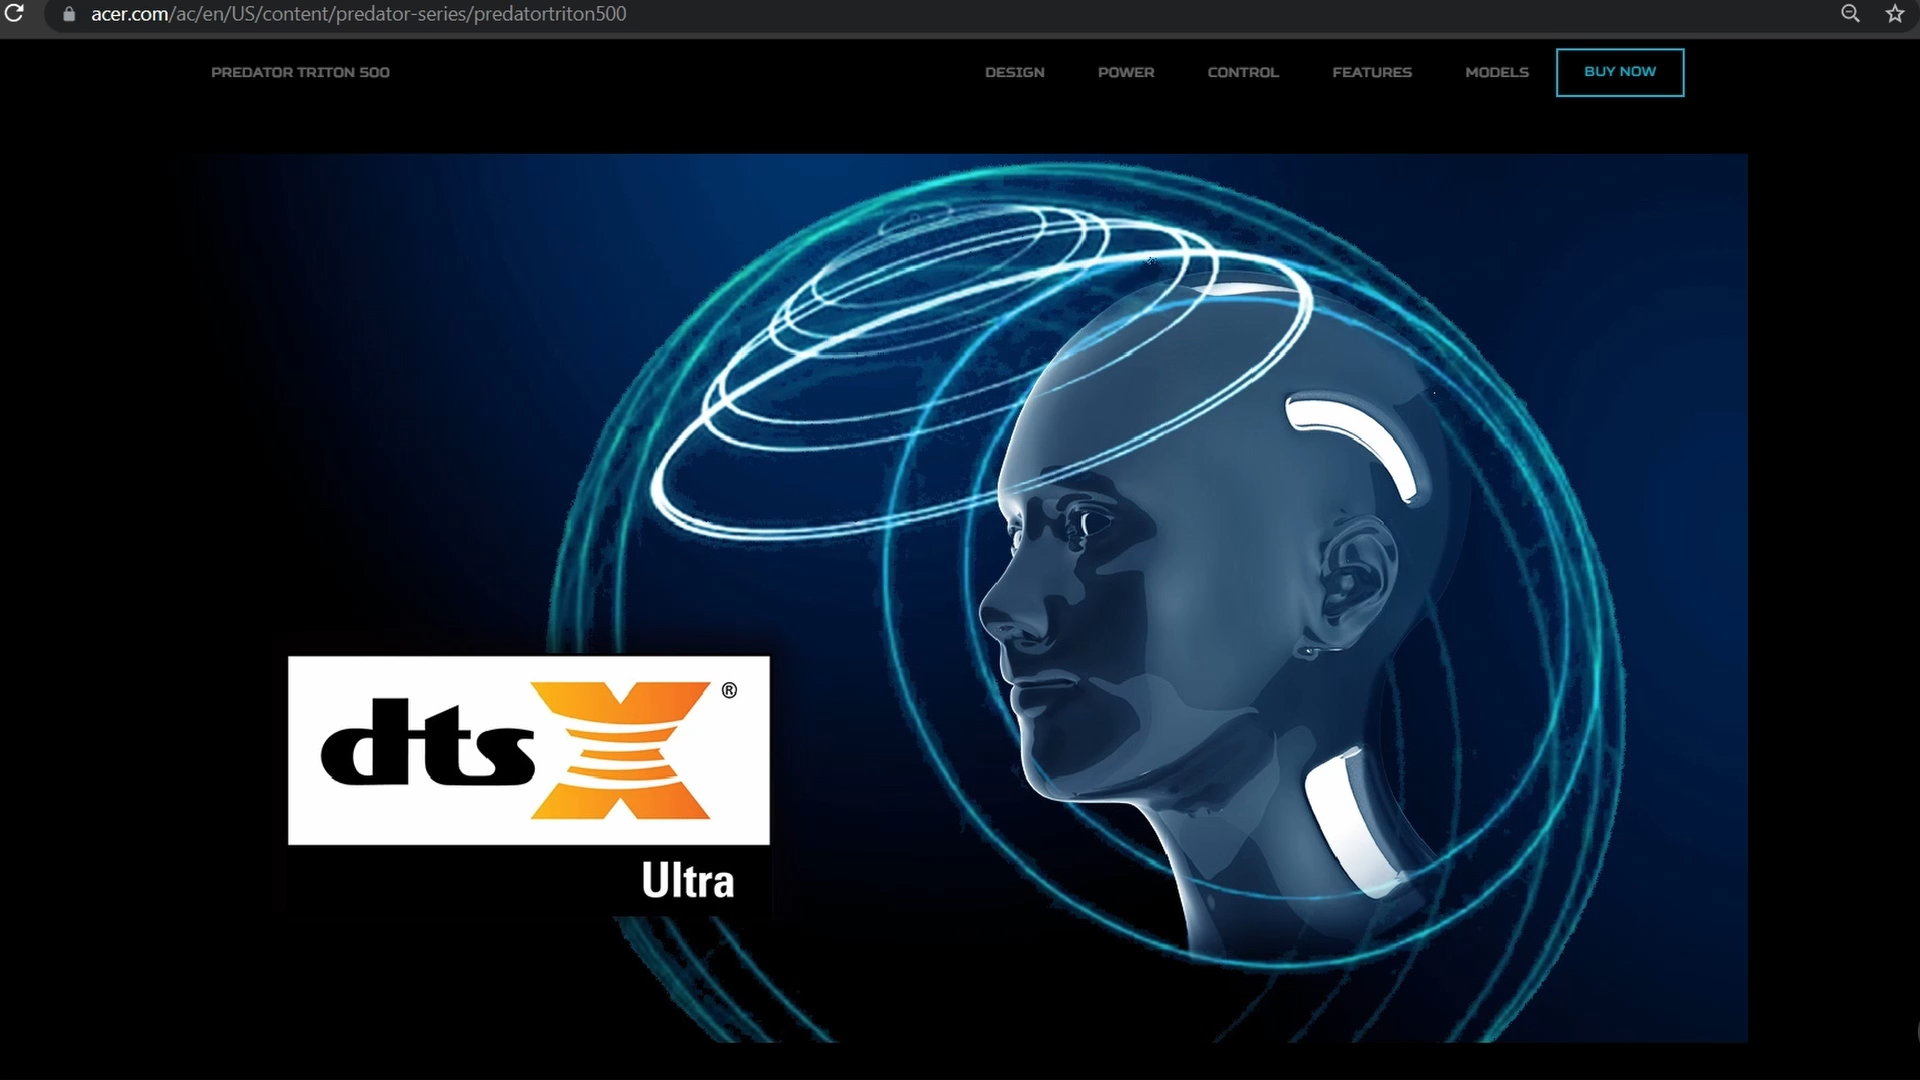 acer.com/ac/en/US/content/predator-series/predatortriton500
PREDATOR TRITON 500
DESIGN
POWER
CONTROL
FEATURES
MODELS
BUY NOW
dts X ®
Ultra